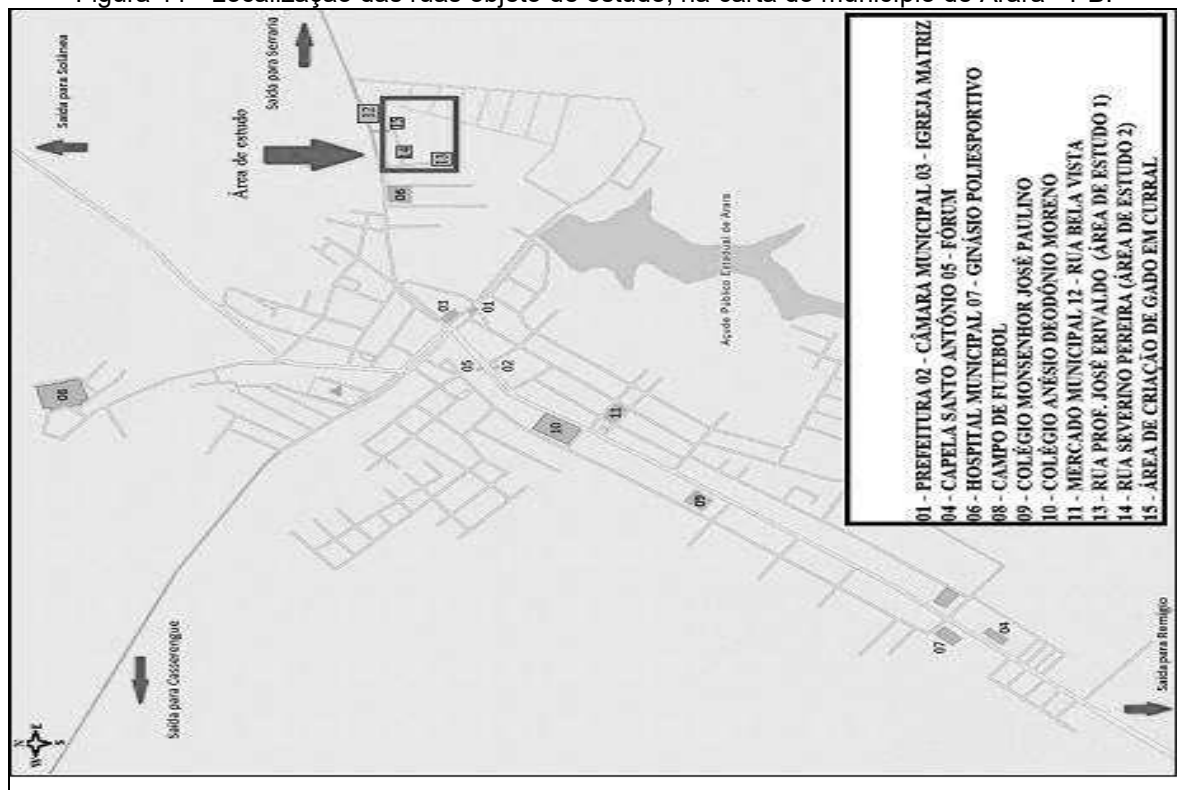 Figura 11 - Localização das ruas objeto de estudo, na carta do município de Arara - PB.
Saída para Solânea
Saída para Serraria
Área de estudo
12
13
14
15
06
08
03
01
05
02
Açude Público Estadual de Arara
10
11
09
Saída para Casserengue
N
W E
S
07
04
Saída para Remígio
01 - PREFEITURA 02 - CÂMARA MUNICIPAL 03 - IGREJA MATRIZ
04 - CAPELA SANTO ANTÔNIO 05 - FÓRUM
06 - HOSPITAL MUNICIPAL 07 - GINÁSIO POLIESPORTIVO
08 - CAMPO DE FUTEBOL
09 - COLÉGIO MONSENHOR JOSÉ PAULINO
10 - COLÉGIO ANÉSIO DEODÔNIO MORENO
11 - MERCADO MUNICIPAL 12 - RUA BELA VISTA
13 - RUA PROF. JOSÉ ERIVALDO (ÁREA DE ESTUDO 1)
14 - RUA SEVERINO PEREIRA (ÁREA DE ESTUDO 2)
15 - ÁREA DE CRIAÇÃO DE GADO EM CURRAL